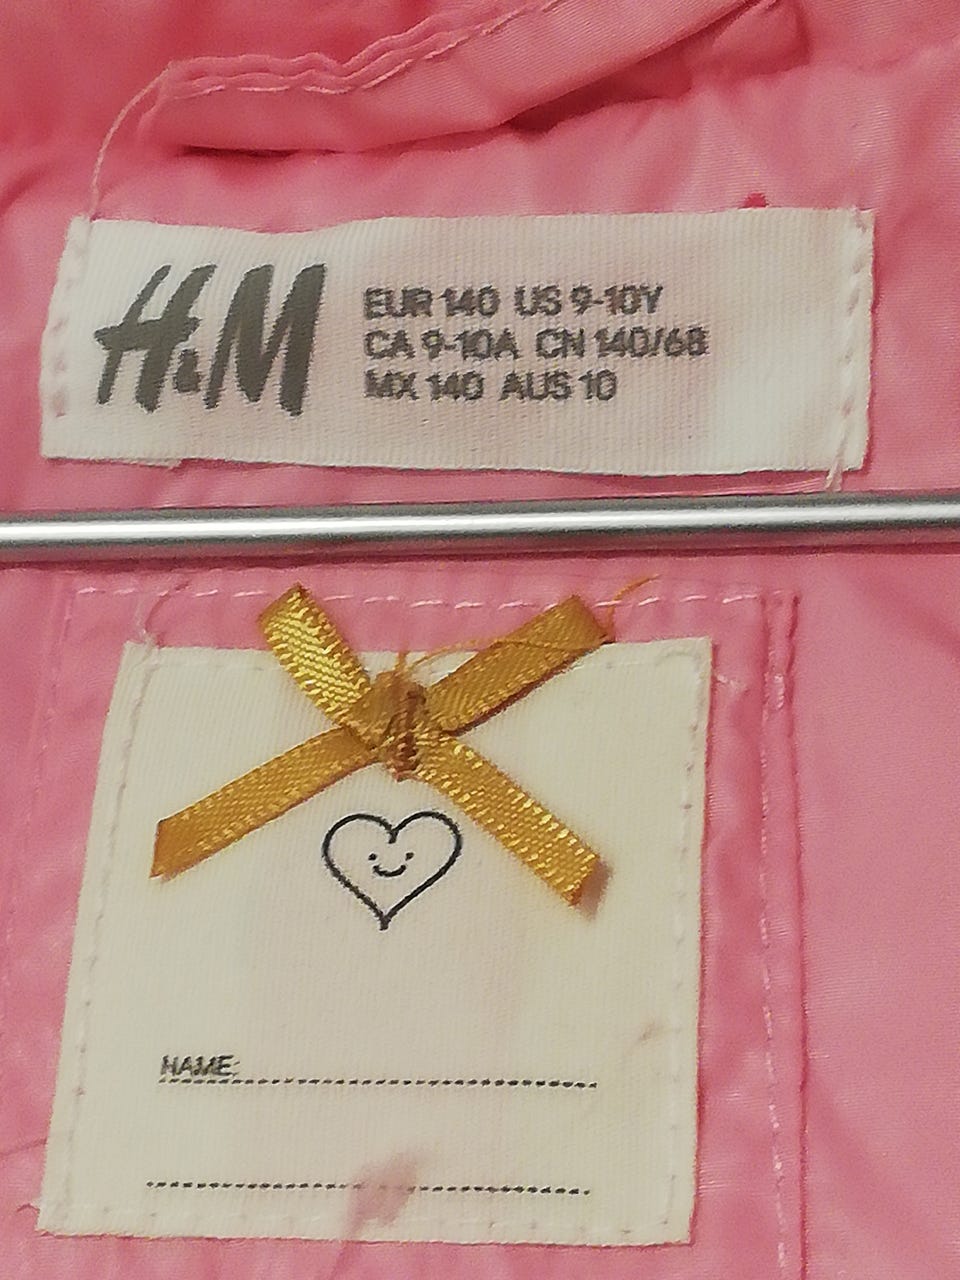 H&M
EUR 140 US 9-10Y
CA 9-10A CN 140/68
MX 140 AUS 10
NAME: